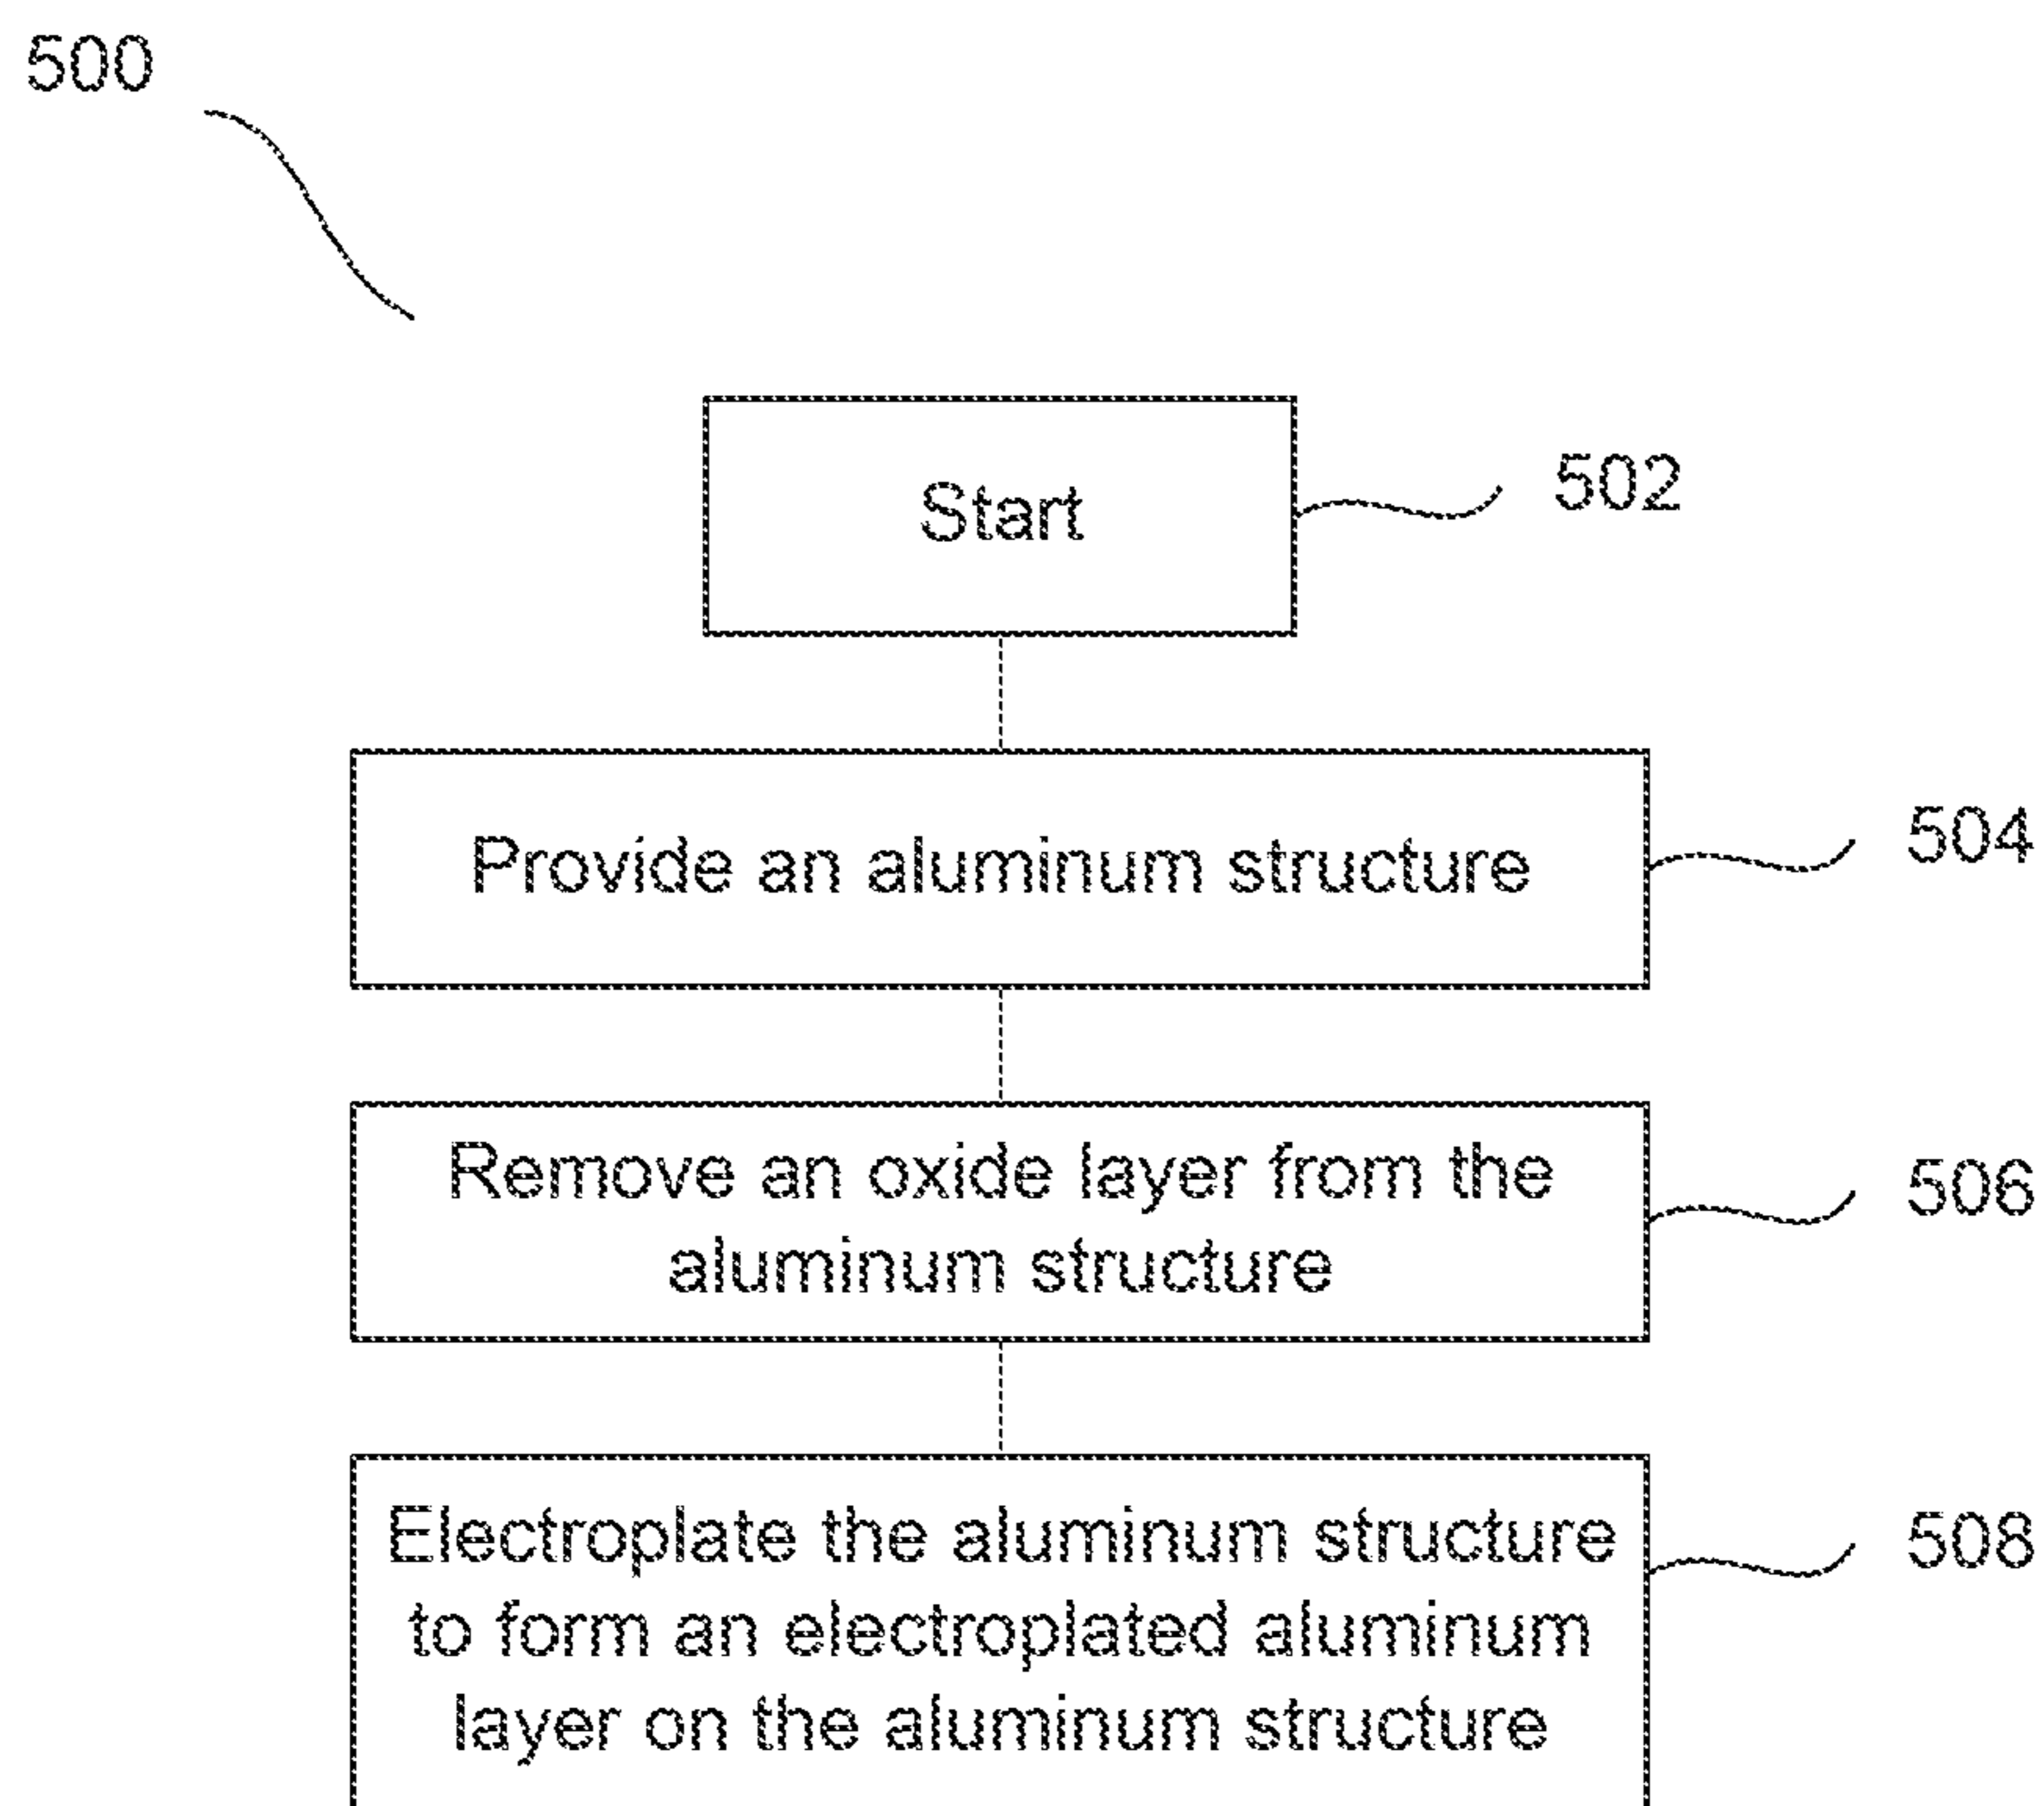 500
Start
502
Provide an aluminum structure
504
Remove an oxide layer from the
aluminum structure
506
Electroplate the aluminum structure
to form an electroplated aluminum
layer on the aluminum structure
508